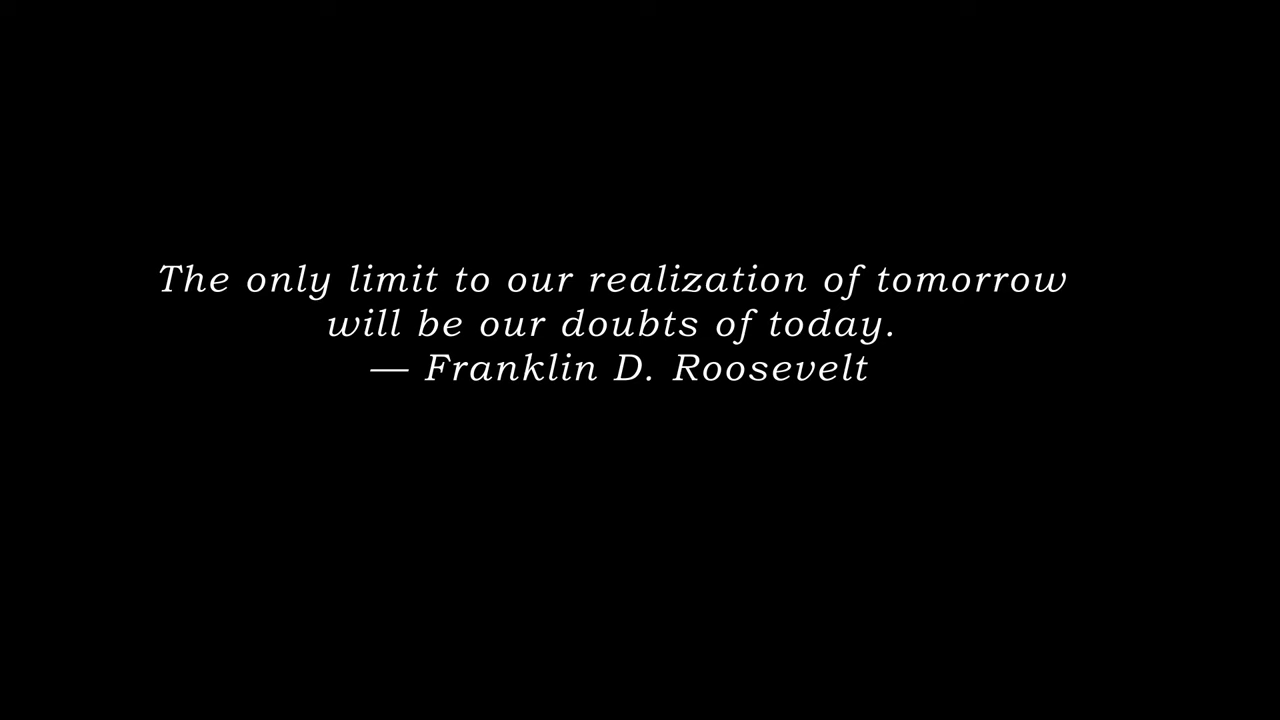 The only limit to our realization of tomorrow
will be our doubts of today.
— Franklin D. Roosevelt